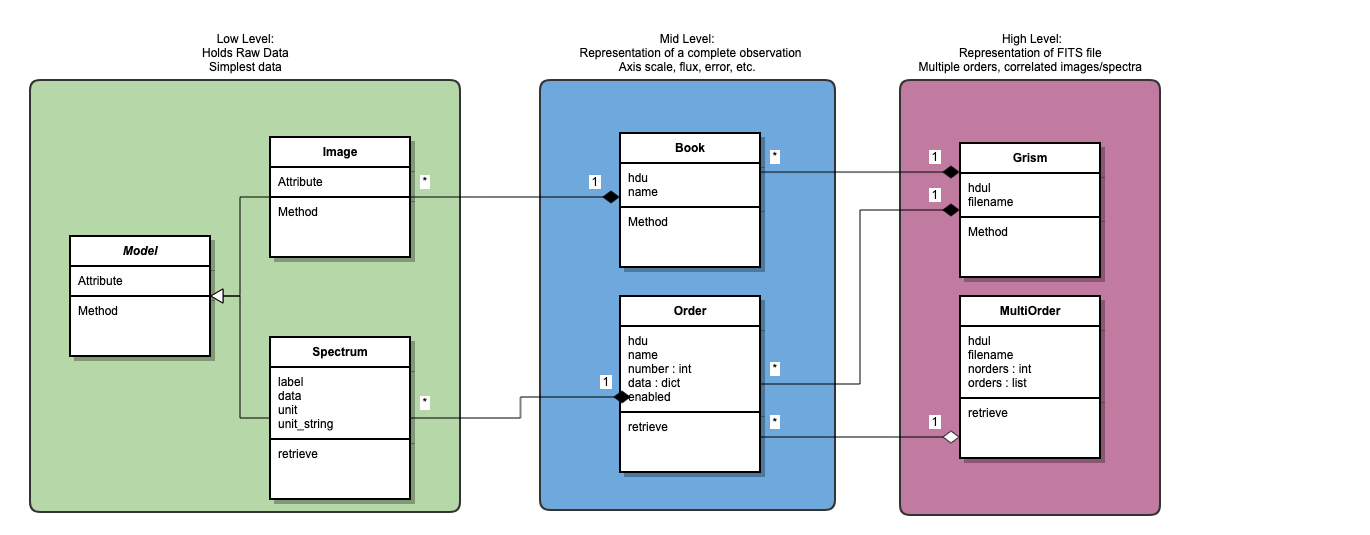 Low Level:
Holds Raw Data
Simplest data
Mid Level:
Representation of a complete observation
Axis scale, flux, error, etc.
High Level:
Representation of FITS file
Multiple orders, correlated images/spectra
Model
Attribute
Method
Image
Attribute
Method
*
Spectrum
label
data
unit
unit_string
retrieve
*
1
Book
hdu
name
Method
*
1
Order
hdu
name
number : int
data : dict
enabled
retrieve
*
*
1
1
Grism
hdul
filename
Method
1
MultiOrder
hdul
filename
norders : int
orders : list
retrieve